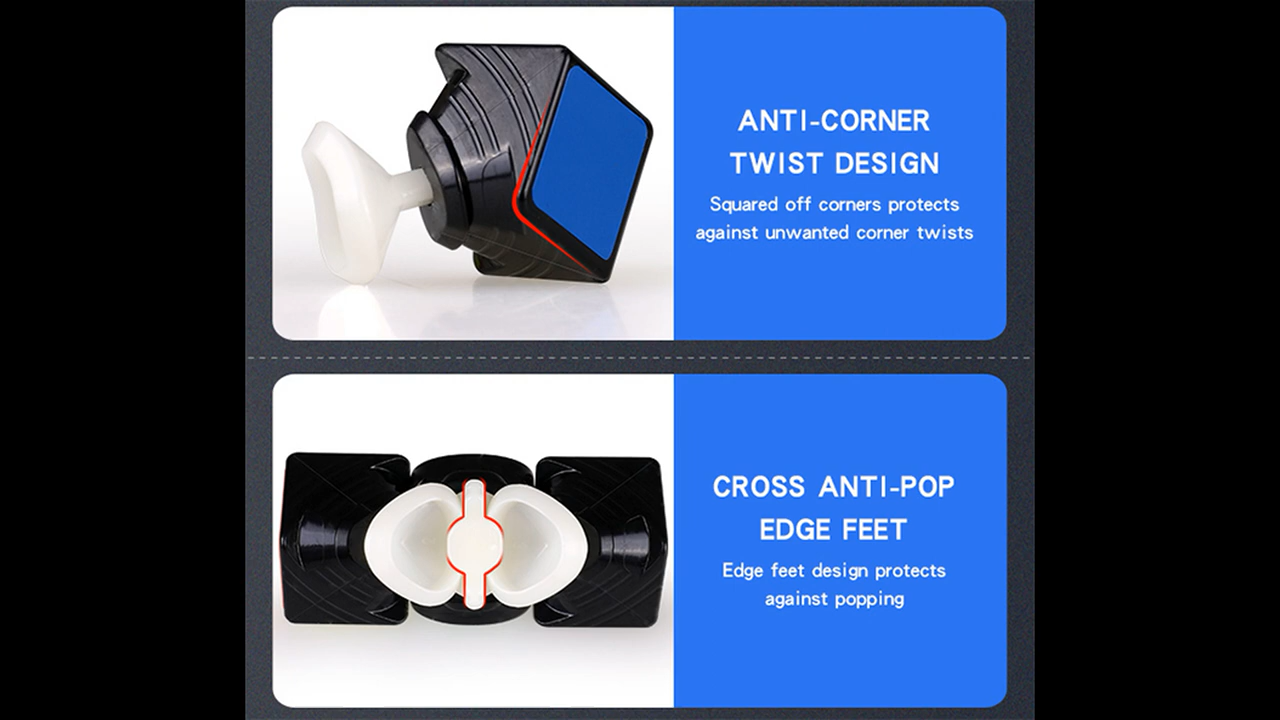 ANTI-CORNER
TWIST DESIGN
Squared off corners protects
against unwanted corner twists
CROSS ANTI-POP
EDGE FEET
Edge feet design protects
against popping